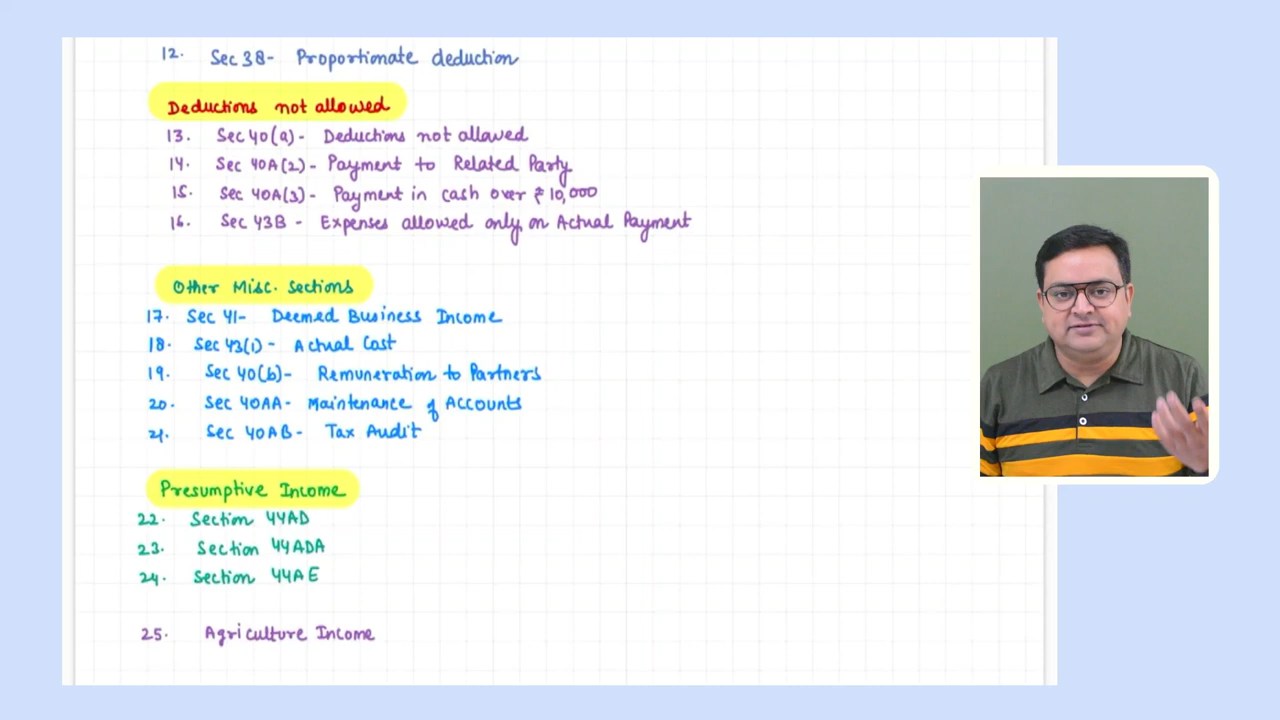 12. Sec 38- Proportionate deduction
Deductions not allowed
13. Sec 40(a)- Deductions not allowed
14. Sec 40A(2)- Payment to Related Party
15. Sec 40A(3)- Payment in cash over ₹ 10,000
16. Sec 43B - Expenses allowed only on Actual Payment
Other Misc. Sections
17. Sec 41- Deemed Business Income
18. Sec 43(1)- Actual Cost
19. Sec 40(b)- Remuneration to Partners
20. Sec 40AA- Maintenance of Accounts
21. Sec 40AB- Tax Audit
Presumptive Income
22. Section 44AD
23. Section 44ADA
24. Section 44AE
25. Agriculture Income